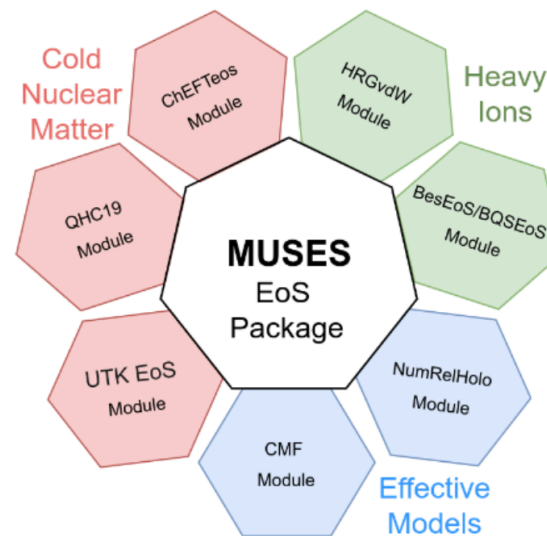 Cold
Nuclear
Matter
ChEFTeos
Module
HRGvdW
Module
Heavy
Ions
QHC19
Module
BesEoS/BQSEoS
Module
MUSES
EoS
Package
UTK EoS
Module
NumRelHolo
Module
CMF
Module
Effective
Models